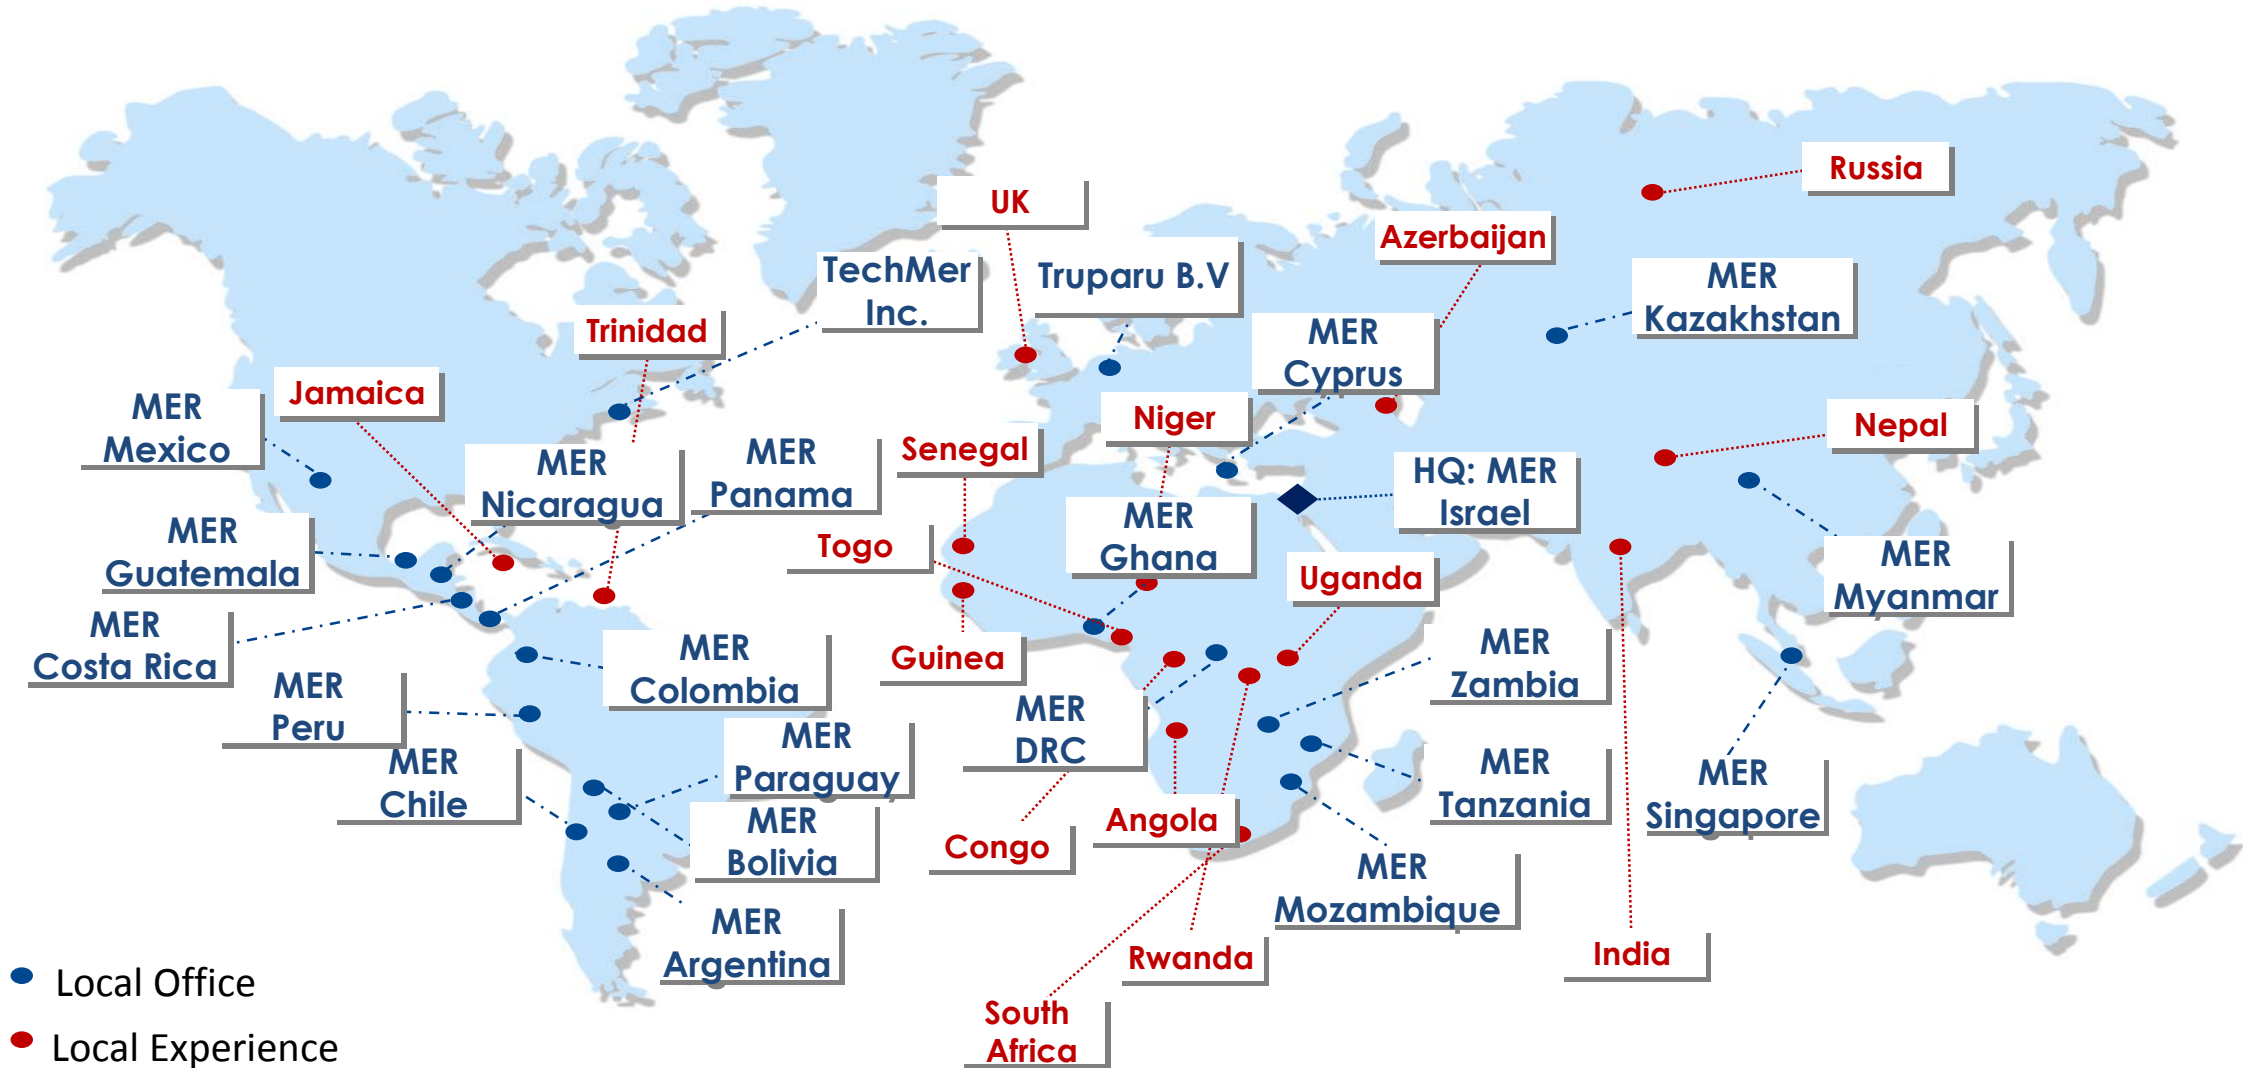 Russia
UK
Azerbaijan
TechMer
Inc.
Truparu B.V
MER
Kazakhstan
Trinidad
MER
Cyprus
Jamaica
MER
Mexico
Niger
Nepal
Senegal
MER
Nicaragua
MER
Panama
HQ: MER
Israel
MER
Guatemala
Togo
MER
Ghana
Uganda
MER
Myanmar
MER
Costa Rica
MER
Colombia
Guinea
MER
Zambia
MER
Peru
MER
DRC
MER
Chile
MER
Paraguay
MER
Tanzania
MER
Singapore
MER
Bolivia
Congo
Angola
MER
Mozambique
MER
Argentina
Rwanda
India
South
Africa
Local Office
Local Experience